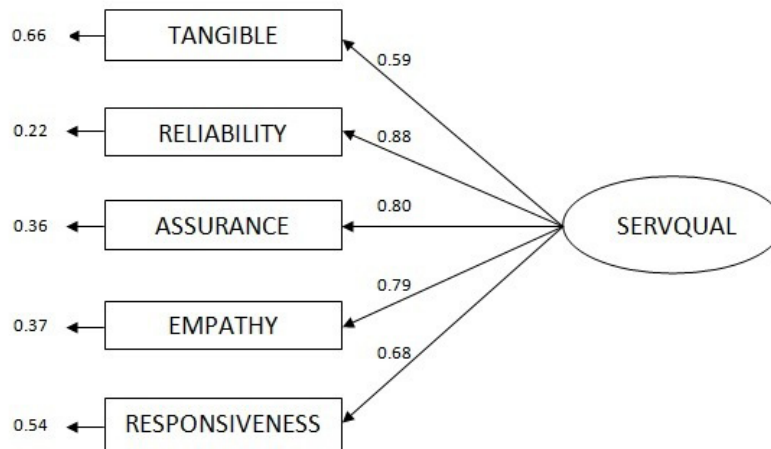 0.66
TANGIBLE
0.59
0.22
RELIABILITY
0.88
0.36
ASSURANCE
0.80
SERVQUAL
0.37
EMPATHY
0.79
0.54
RESPONSIVENESS
0.68